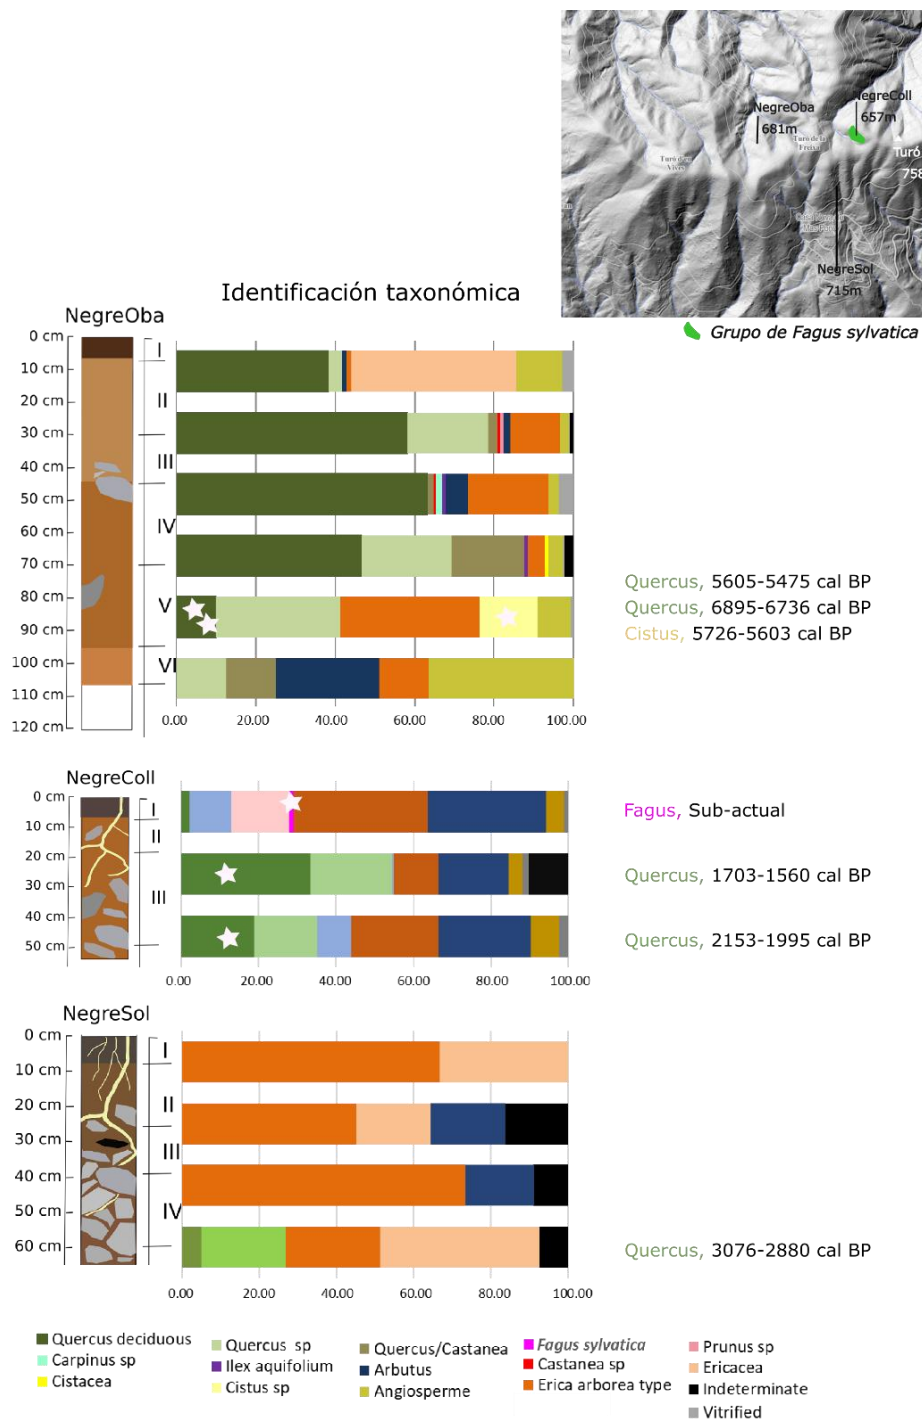 NegreOba
681m
NegreColl
657m
Turó de la
Freixa
Turó
758
Turó d'en
Vives
NegreSol
715m
Identificación taxonómica
Grupo de Fagus sylvatica
NegreOba
0 cm
10 cm
20 cm
30 cm
40 cm
50 cm
60 cm
70 cm
80 cm
90 cm
100 cm
110 cm
120 cm
I
II
III
IV
V
VI
0.00 20.00 40.00 60.00 80.00 100.00
Quercus, 5605-5475 cal BP
Quercus, 6895-6736 cal BP
Cistus, 5726-5603 cal BP
NegreColl
0 cm
10 cm
20 cm
30 cm
40 cm
50 cm
I
II
III
0.00 20.00 40.00 60.00 80.00 100.00
Fagus, Sub-actual
Quercus, 1703-1560 cal BP
Quercus, 2153-1995 cal BP
NegreSol
0 cm
10 cm
20 cm
30 cm
40 cm
50 cm
60 cm
I
II
III
IV
0.00 20.00 40.00 60.00 80.00 100.00
Quercus, 3076-2880 cal BP
Quercus deciduous
Carpinus sp
Cistacea
Quercus sp
Ilex aquifolium
Cistus sp
Quercus/Castanea
Arbutus
Angiosperme
Fagus sylvatica
Castanea sp
Erica arborea type
Prunus sp
Ericacea
Indeterminate
Vitrified